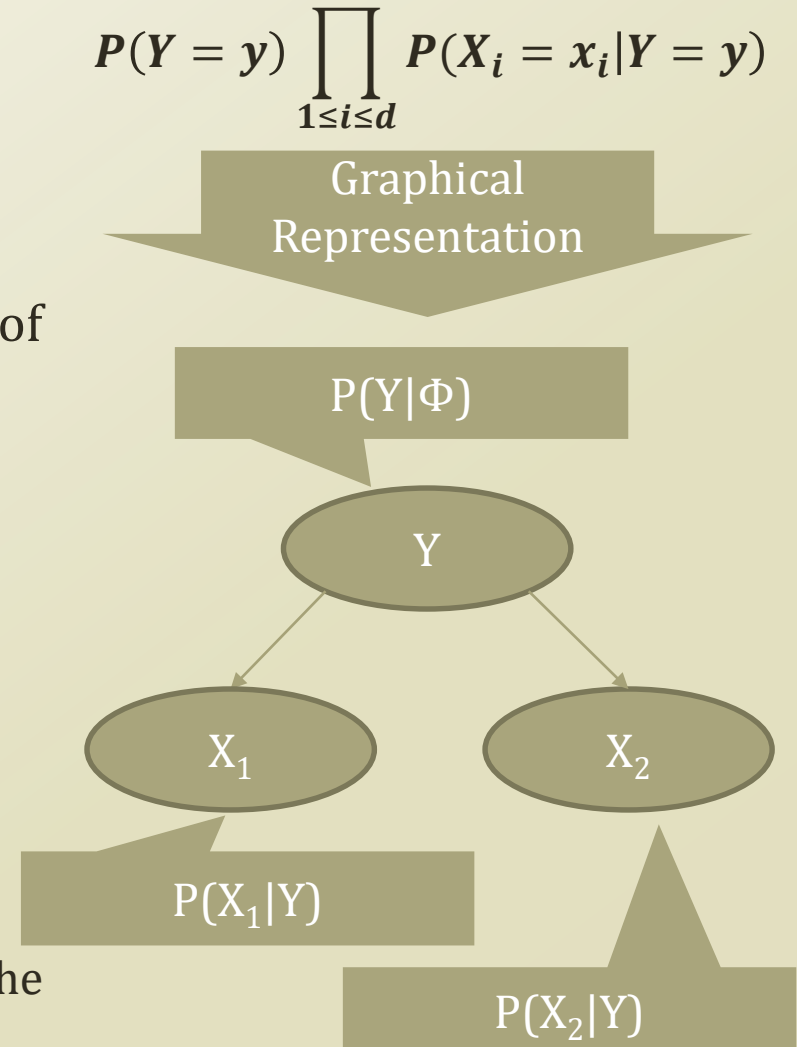 P(Y = y) ∏ P(Xᵢ = xᵢ|Y = y)
1≤i≤d
Graphical
Representation
of
P(Y|Φ)
Y
X₁ X₂
P(X₁|Y)
he
P(X₂|Y)